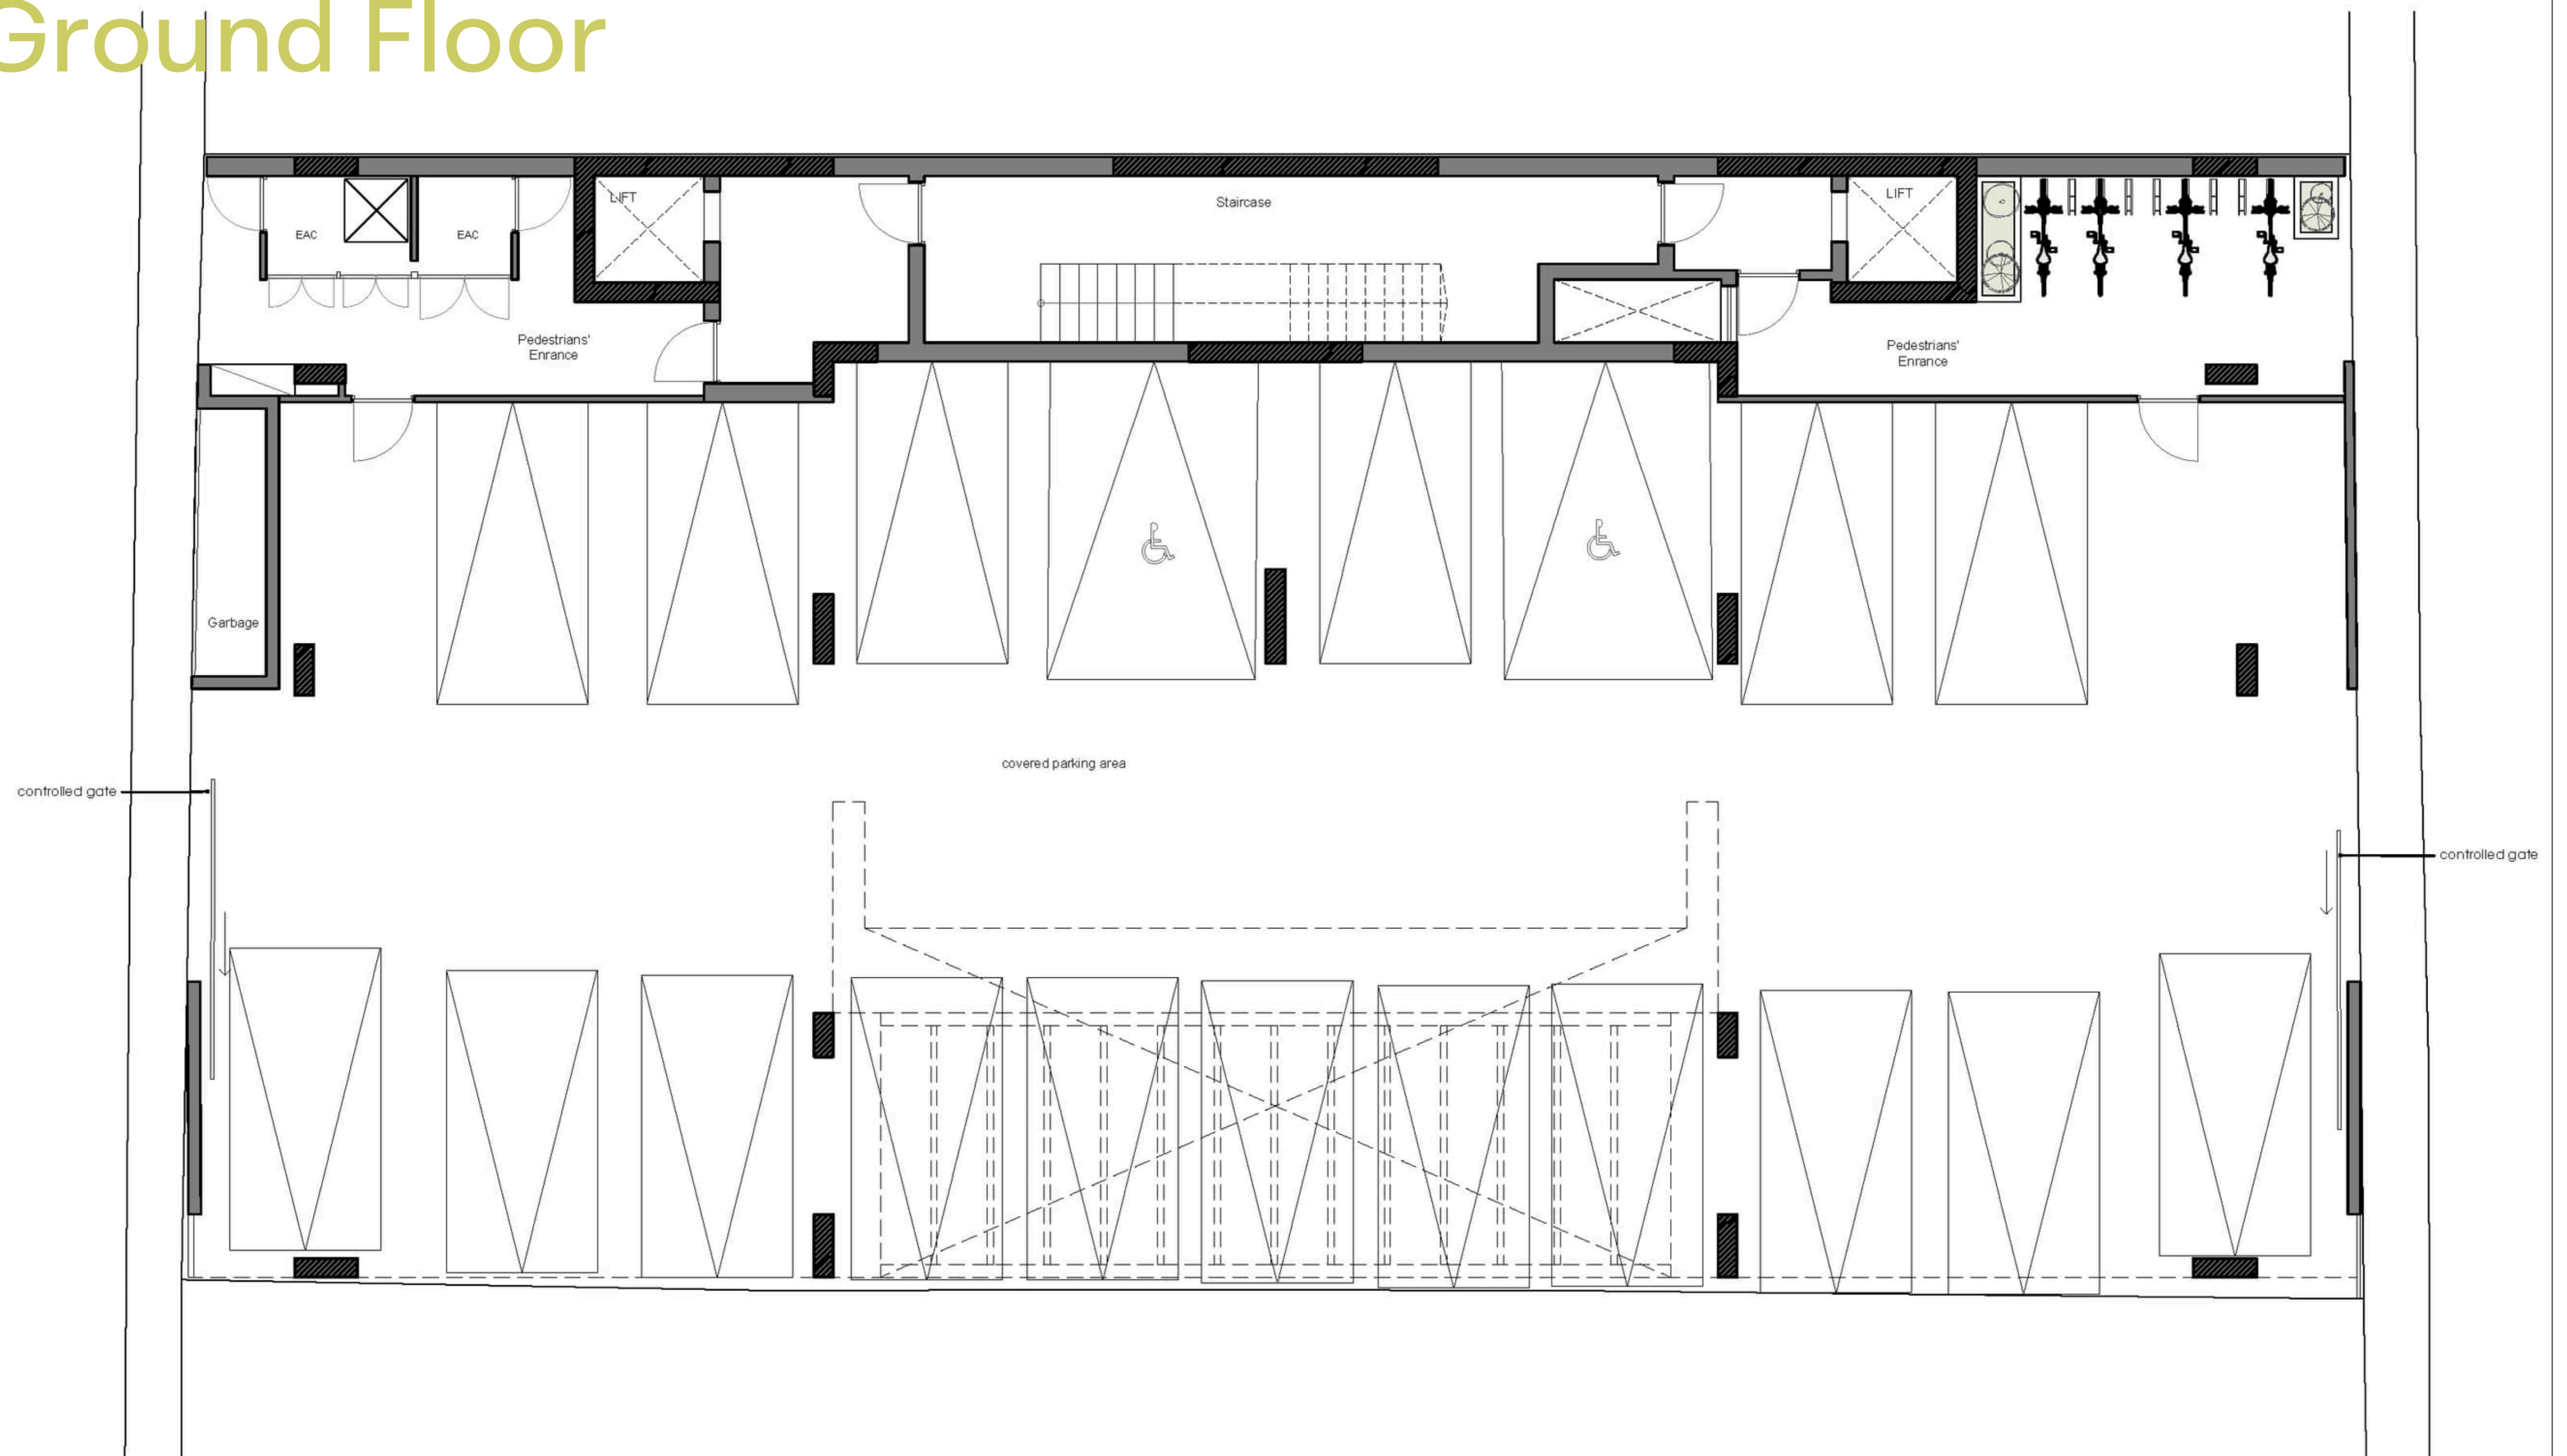 Ground Floor
LIFT
Staircase
LIFT
EAC
EAC
Pedestrians'
Enrance
Pedestrians'
Enrance
Garbage
covered parking area
controlled gate
controlled gate